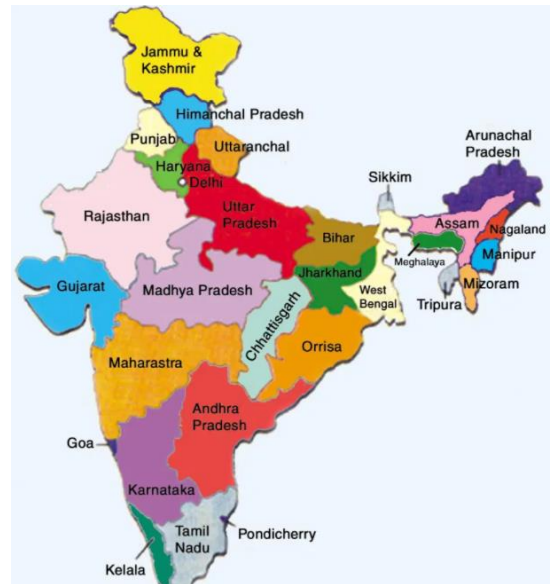 Jammu &
Kashmir
Himanchal Pradesh
Punjab
Uttaranchal
Haryana
Delhi
Arunachal
Pradesh
Sikkim
Rajasthan
Uttar
Pradesh
Assam
Nagaland
Bihar
Meghalaya
Manipur
Jharkhand
Gujarat
Madhya Pradesh
West
Bengal
Tripura
Mizoram
Chhattisgarh
Orrisa
Maharastra
Andhra
Pradesh
Goa
Karnataka
Tamil
Nadu
Pondicherry
Kelala